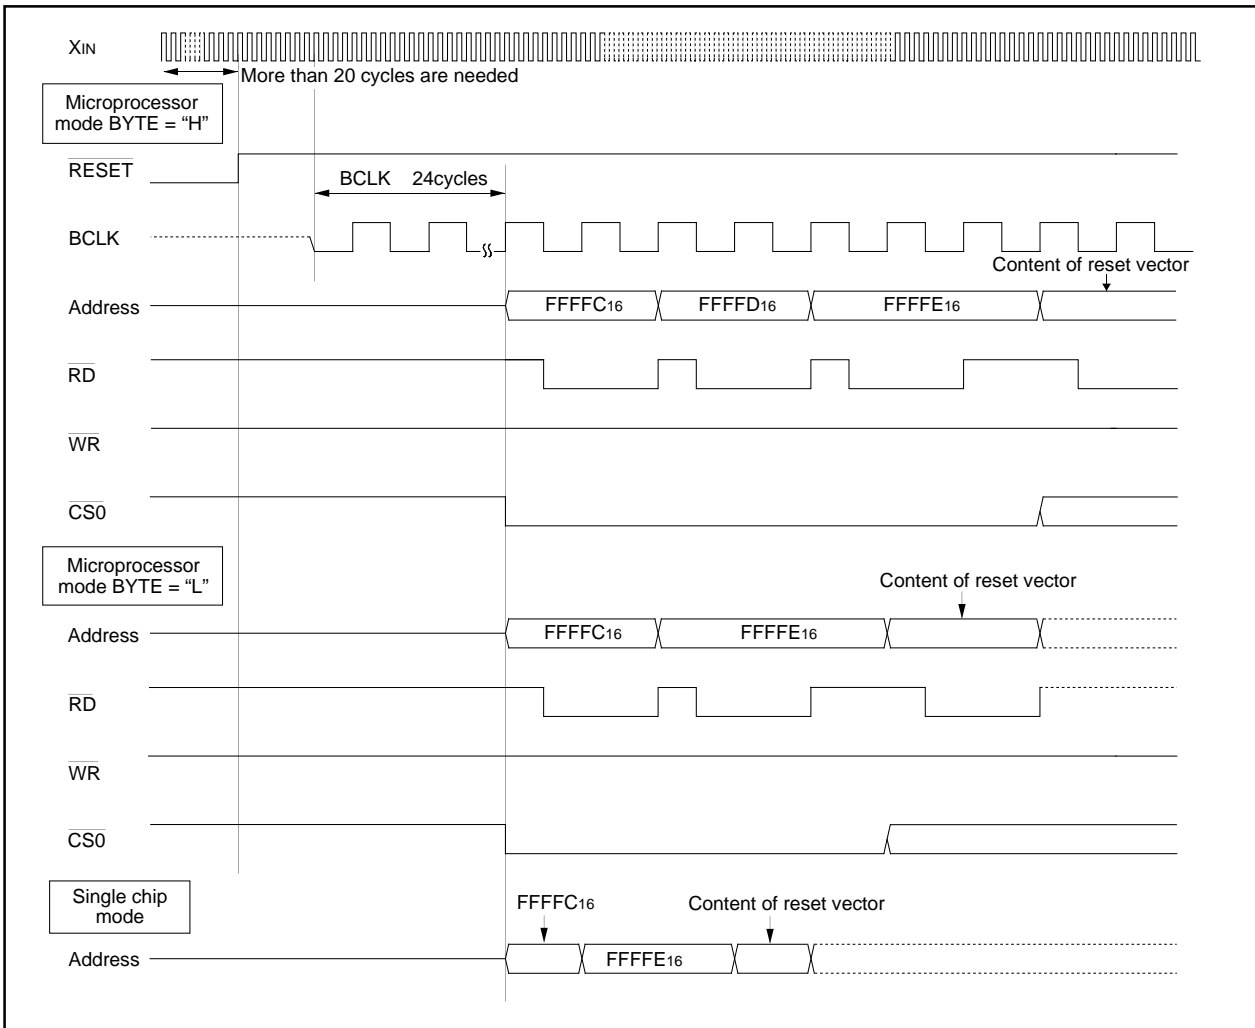 XIN
More than 20 cycles are needed
Microprocessor
mode BYTE = “H”
RESET
BCLK 24cycles
BCLK
Content of reset vector
Address
FFFFC16
FFFFD16
FFFFE16
RD
WR
CS0
Microprocessor
mode BYTE = “L”
Content of reset vector
Address
FFFFC16
FFFFE16
RD
WR
CS0
Single chip
mode
FFFFC16
Content of reset vector
Address
FFFFE16